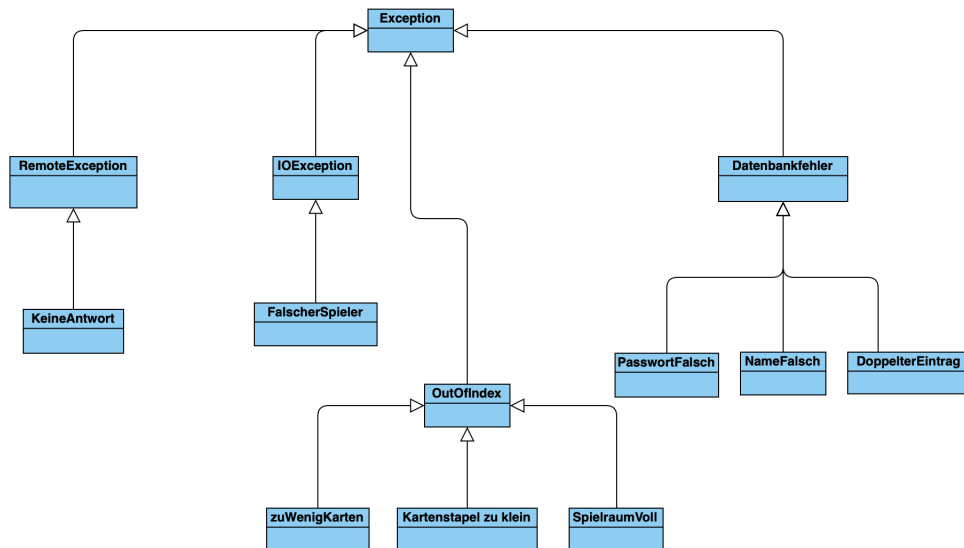 Exception
RemoteException
IOException
Datenbankfehler
KeineAntwort
FalscherSpieler
PasswortFalsch
NameFalsch
DoppelterEintrag
OutOfIndex
zuWenigKarten
Kartenstapel zu klein
SpielraumVoll